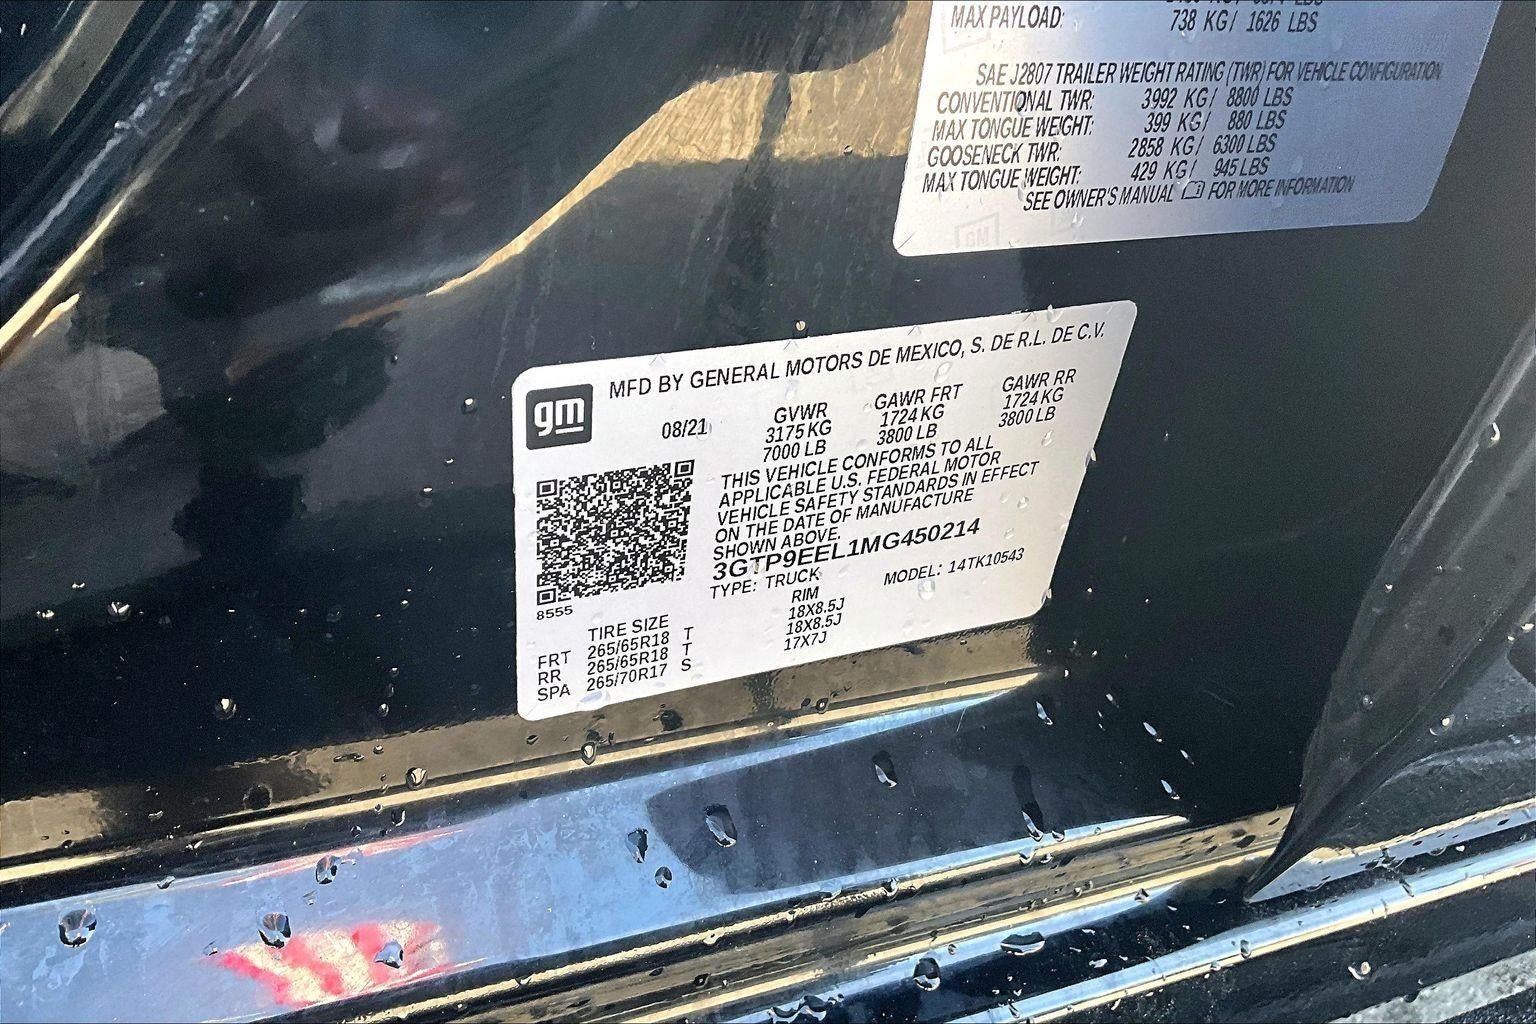 MAX PAYLOAD: 738 KG/ 1626 LBS
SAE J2807 TRAILER WEIGHT RATING (TWR) FOR VEHICLE CONFIGURATION
CONVENTIONAL TWR: 3992 KG/ 8800 LBS
MAX TONGUE WEIGHT: 399 KG/ 880 LBS
GOOSENECK TWR: 2858 KG/ 6300 LBS
MAX TONGUE WEIGHT: 429 KG/ 945 LBS
SEE OWNER'S MANUAL FOR MORE INFORMATION
GM
gm
MFD BY GENERAL MOTORS DE MEXICO, S. DE R.L. DE C.V.
08/21
GVWR GAWR FRT GAWR RR
3175 KG 1724 KG 1724 KG
7000 LB 3800 LB 3800 LB
THIS VEHICLE CONFORMS TO ALL
APPLICABLE U.S. FEDERAL MOTOR
VEHICLE SAFETY STANDARDS IN EFFECT
ON THE DATE OF MANUFACTURE
SHOWN ABOVE.
3GTP9EEL1MG450214
TYPE: TRUCK MODEL: 14TK10543
8555
TIRE SIZE RIM
FRT 265/65R18 T 18X8.5J
RR 265/65R18 T 18X8.5J
SPA 265/70R17 S 17X7J